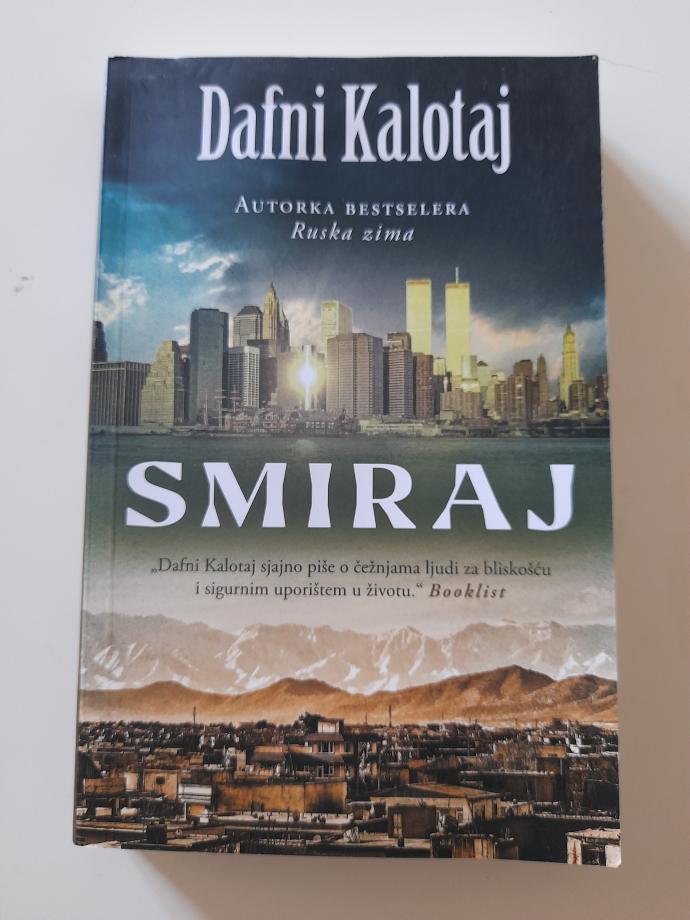 Dafni Kalotaj
AUTORKA BESTSELERA
Ruska zima
SMIRAJ
„Dafni Kalotaj sjajno piše o čežnjama ljudi za bliskošću
i sigurnim uporištem u životu.“ Booklist